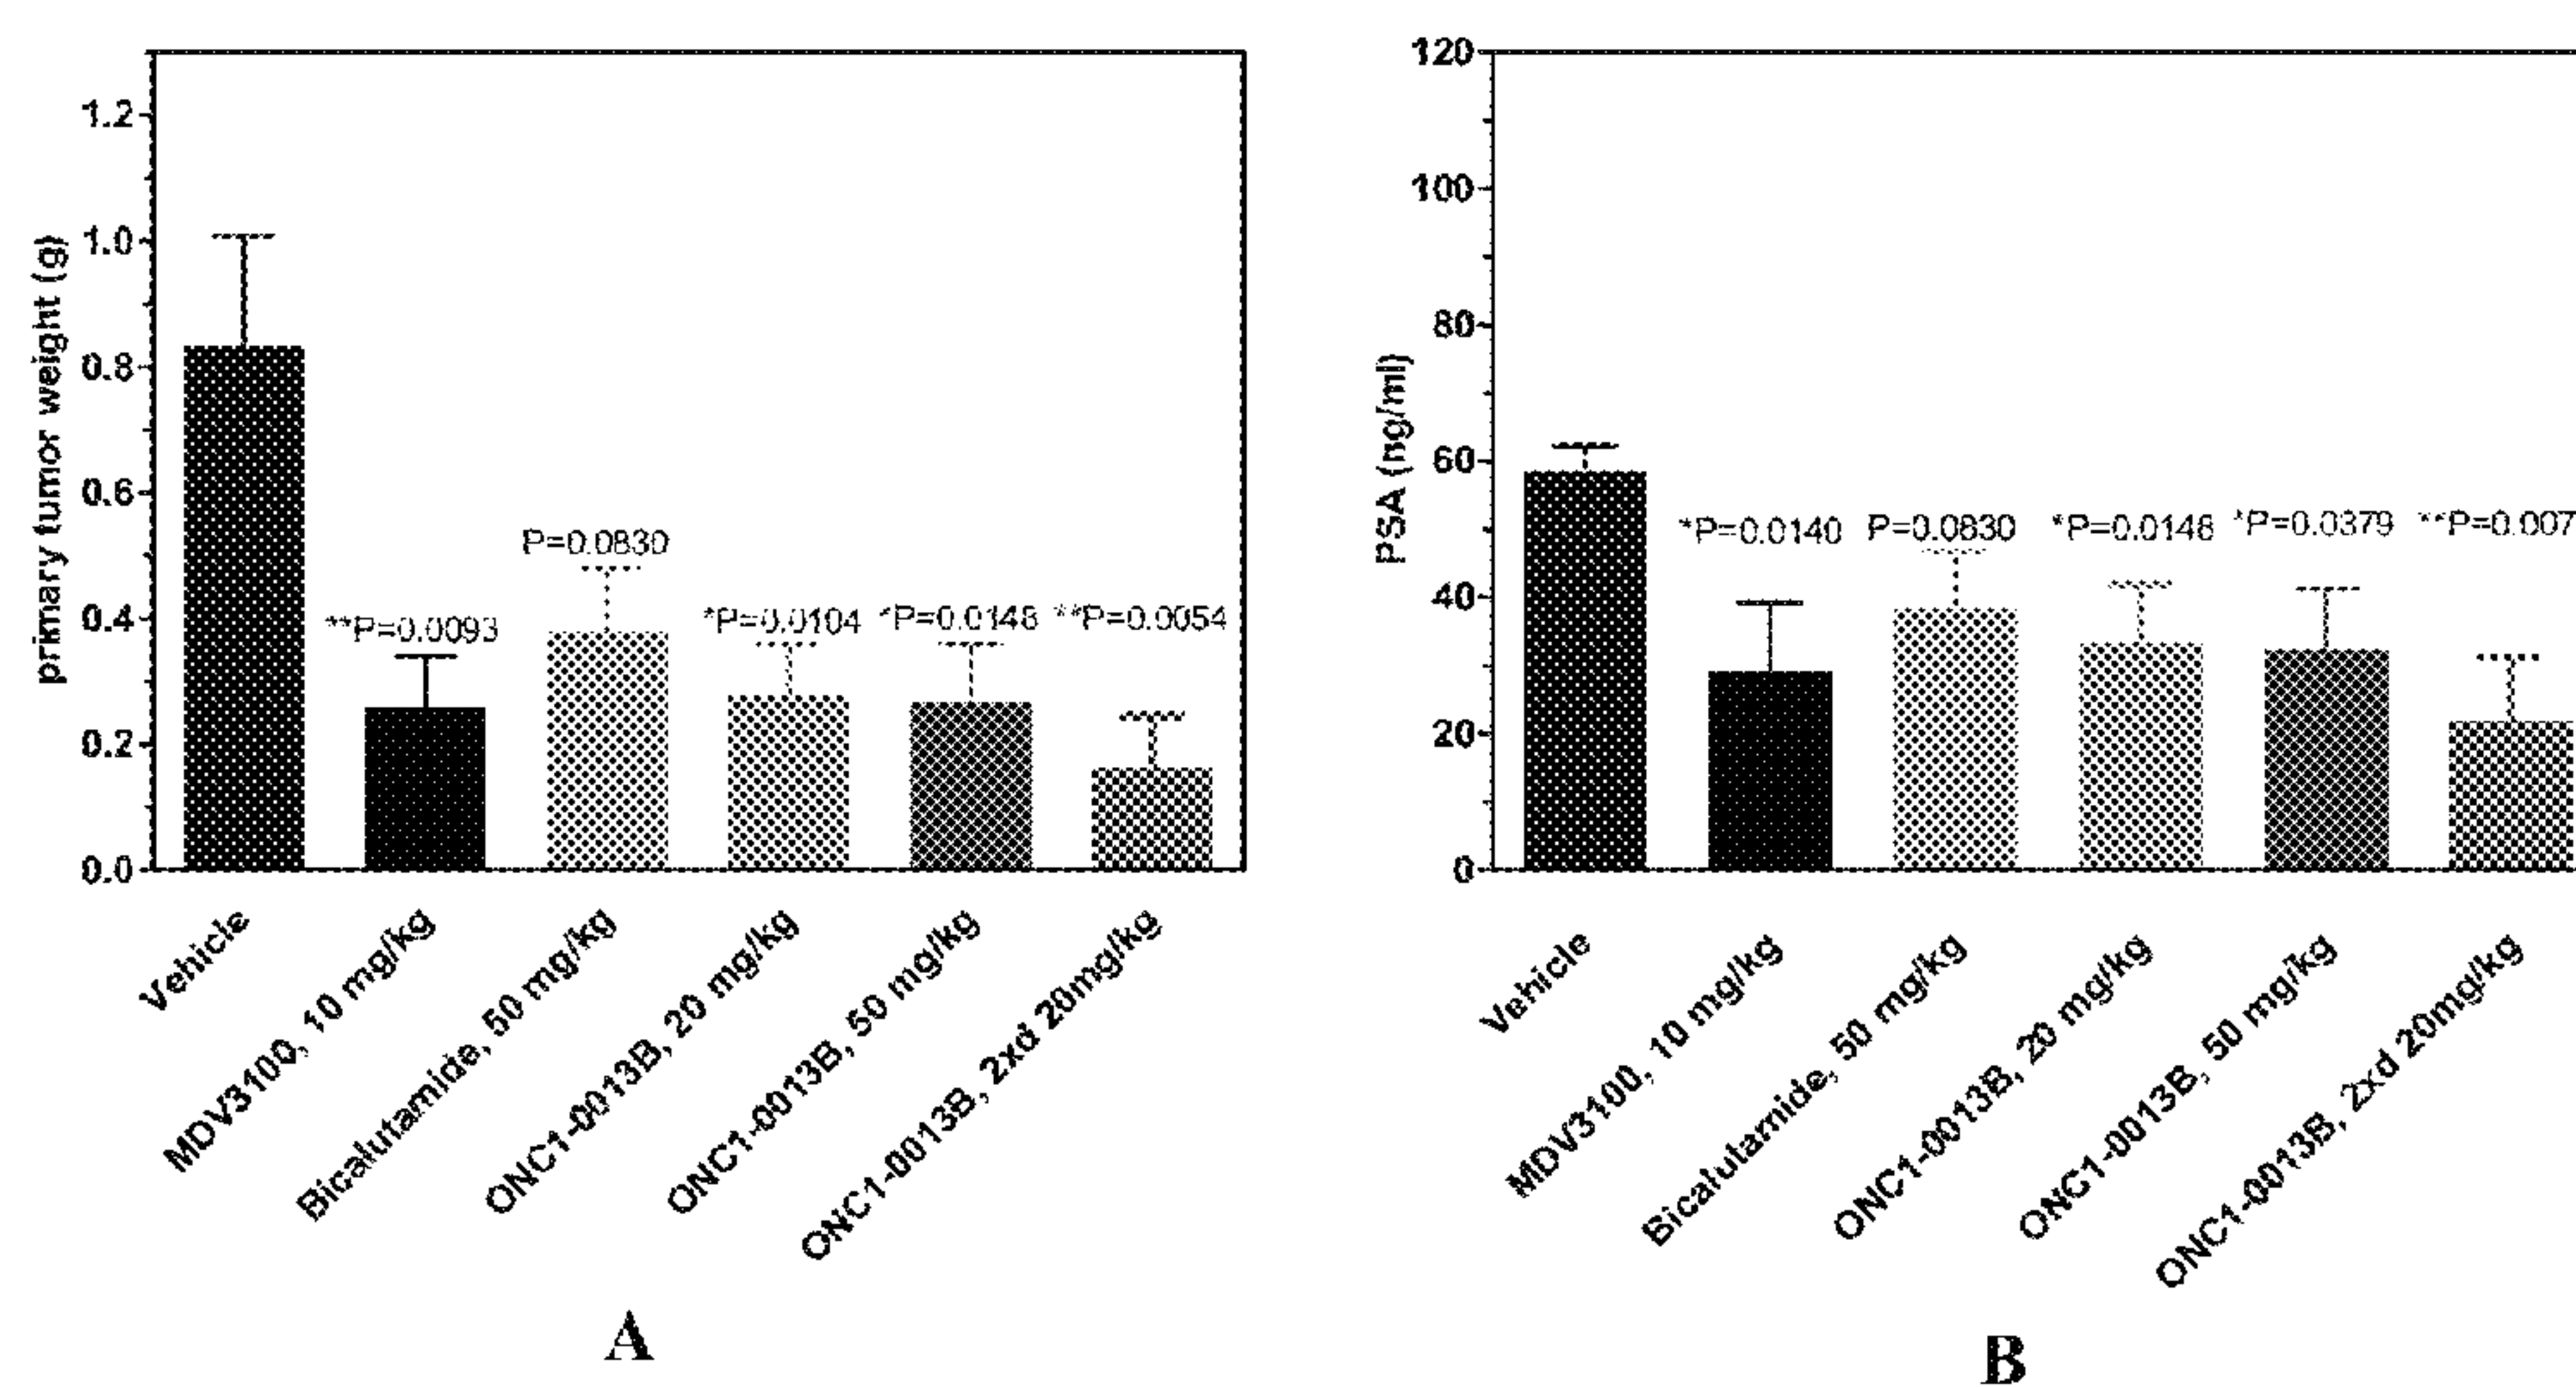 primary tumor weight (g)
1.2
1.0
0.8
0.6
0.4
0.2
0.0
**P=0.0093
P=0.0830
*P=0.0104
*P=0.0148
**P=0.0054
Vehicle
MDV3100, 10 mg/kg
Bicalutamide, 50 mg/kg
ONC1-0013B, 20 mg/kg
ONC1-0013B, 50 mg/kg
ONC1-0013B, 2xd 20mg/kg
A
PSA (ng/ml)
120
100
80
60
40
20
0
*P=0.0140
P=0.0830
*P=0.0148
*P=0.0379
**P=0.007
Vehicle
MDV3100, 10 mg/kg
Bicalutamide, 50 mg/kg
ONC1-0013B, 20 mg/kg
ONC1-0013B, 50 mg/kg
ONC1-0013B, 2xd 20mg/kg
B